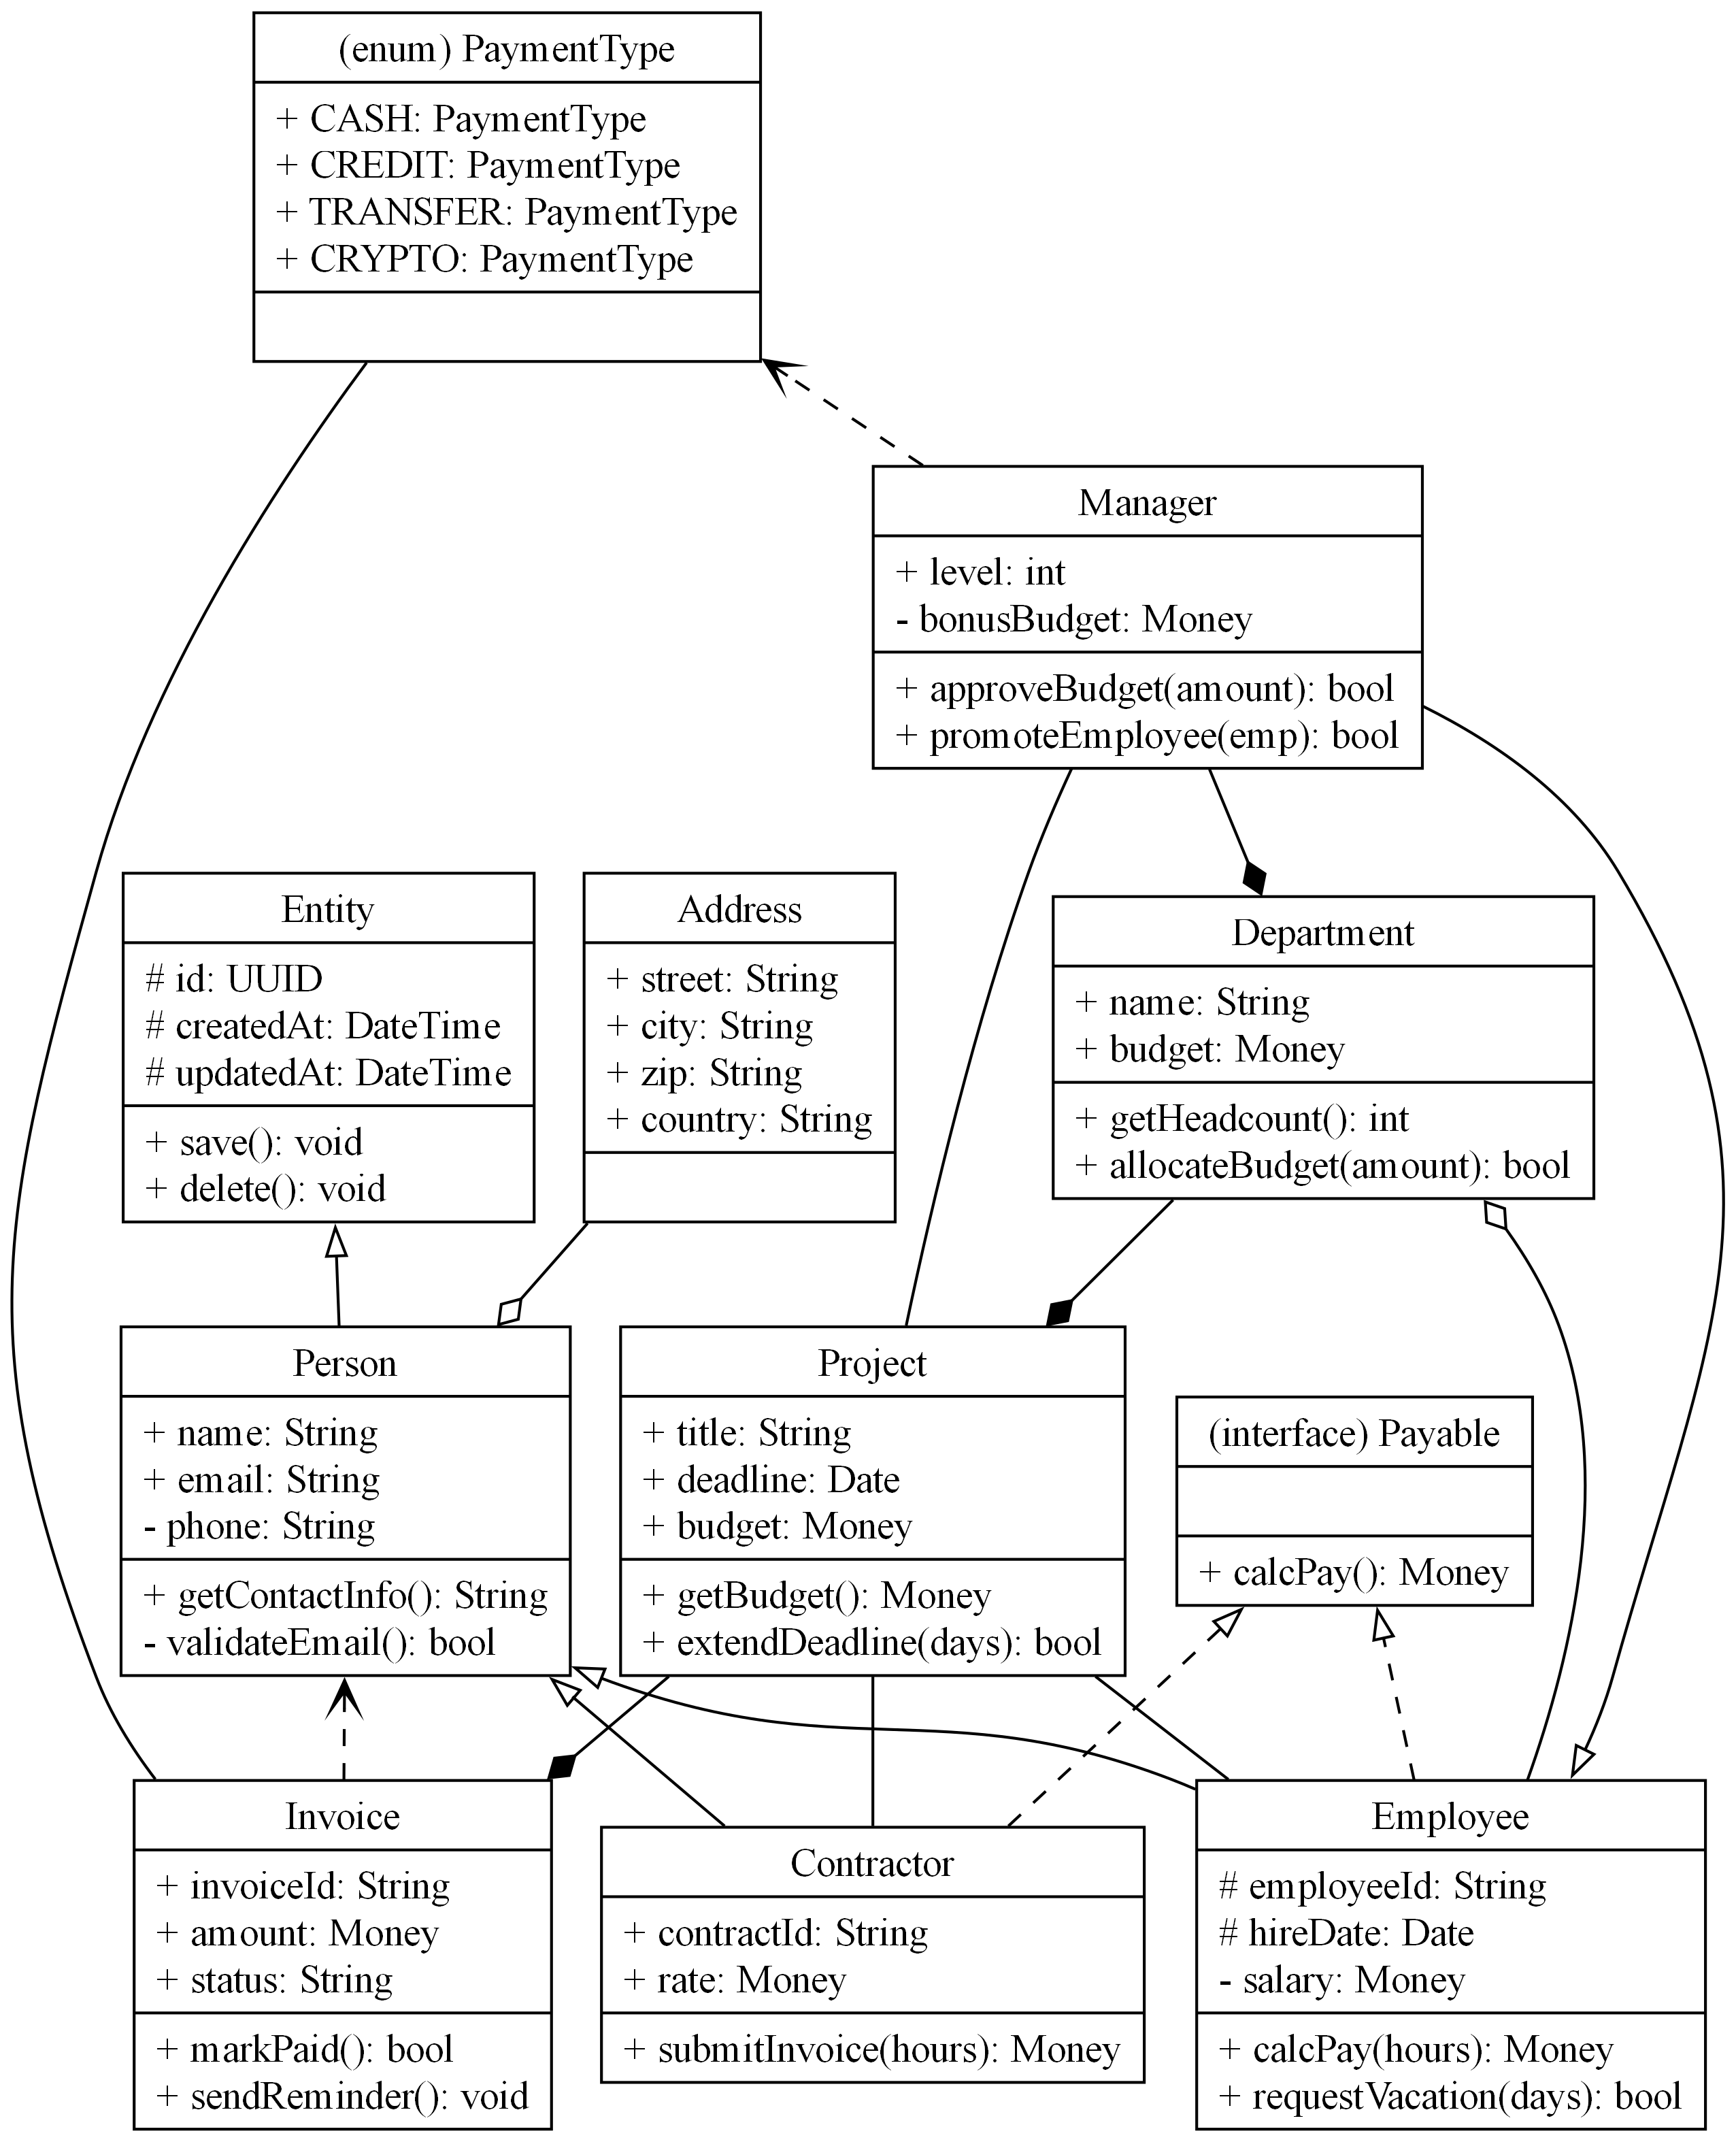 (enum) PaymentType
+ CASH: PaymentType
+ CREDIT: PaymentType
+ TRANSFER: PaymentType
+ CRYPTO: PaymentType
Manager
+ level: int
- bonusBudget: Money
+ approveBudget(amount): bool
+ promoteEmployee(emp): bool
Entity
# id: UUID
# createdAt: DateTime
# updatedAt: DateTime
+ save(): void
+ delete(): void
Address
+ street: String
+ city: String
+ zip: String
+ country: String
Department
+ name: String
+ budget: Money
+ getHeadcount(): int
+ allocateBudget(amount): bool
Person
+ name: String
+ email: String
- phone: String
+ getContactInfo(): String
- validateEmail(): bool
Project
+ title: String
+ deadline: Date
+ budget: Money
+ getBudget(): Money
+ extendDeadline(days): bool
(interface) Payable
+ calcPay(): Money
Invoice
+ invoiceId: String
+ amount: Money
+ status: String
+ markPaid(): bool
+ sendReminder(): void
Contractor
+ contractId: String
+ rate: Money
+ submitInvoice(hours): Money
Employee
# employeeId: String
# hireDate: Date
- salary: Money
+ calcPay(hours): Money
+ requestVacation(days): bool